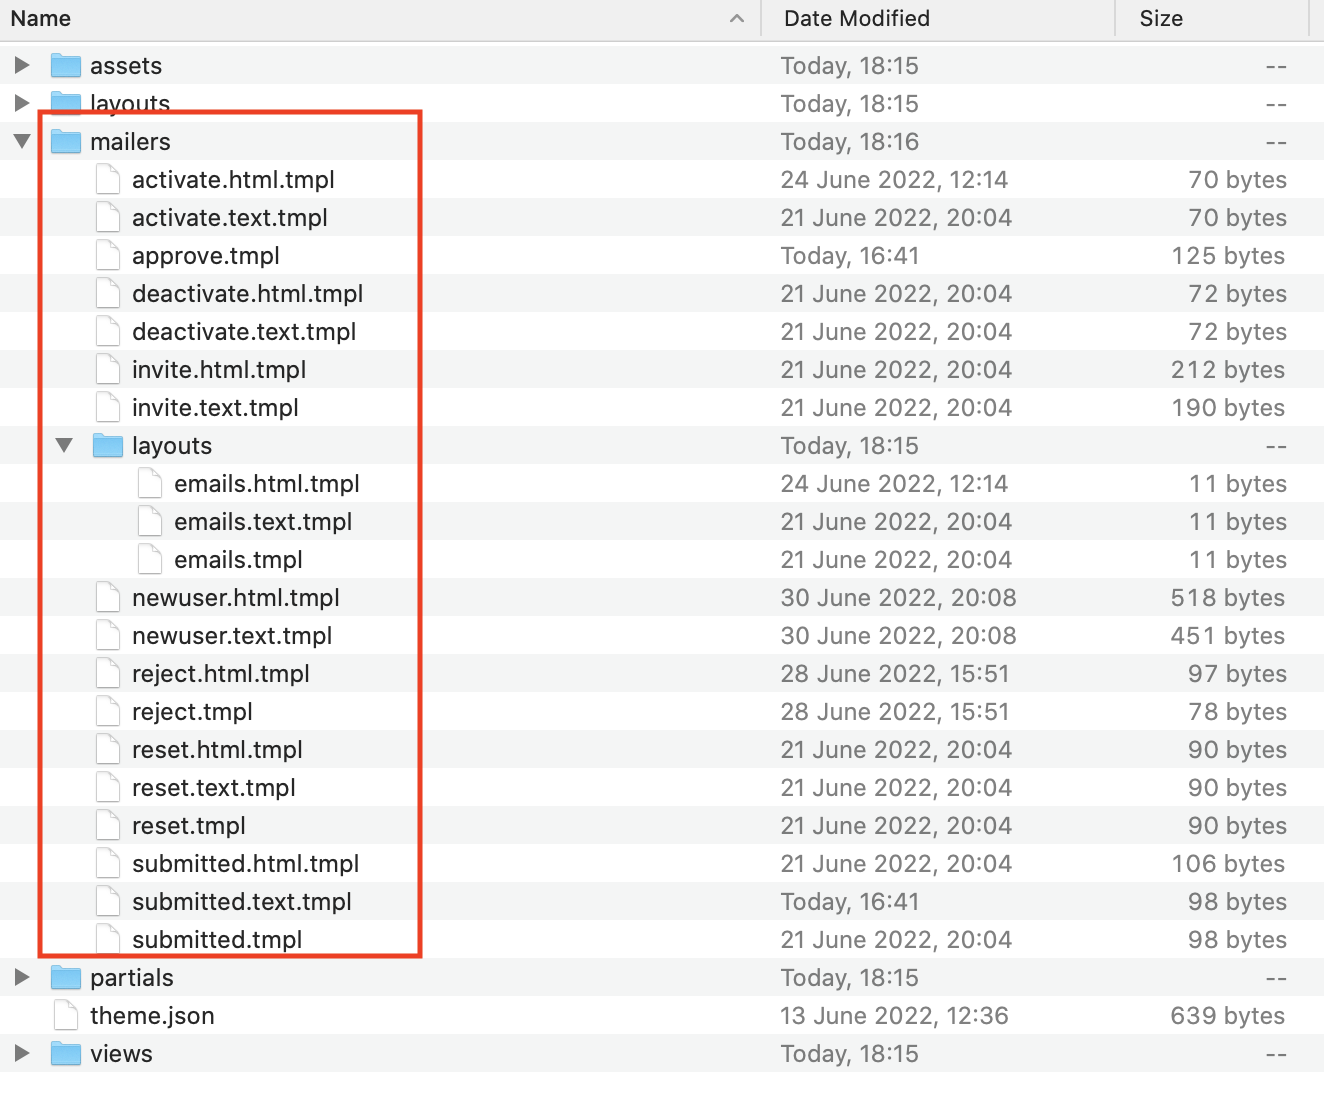 Name Date Modified Size
assets Today, 18:15 --
layouts Today, 18:15 --
mailers Today, 18:16 --
activate.html.tmpl 24 June 2022, 12:14 70 bytes
activate.text.tmpl 21 June 2022, 20:04 70 bytes
approve.tmpl Today, 16:41 125 bytes
deactivate.html.tmpl 21 June 2022, 20:04 72 bytes
deactivate.text.tmpl 21 June 2022, 20:04 72 bytes
invite.html.tmpl 21 June 2022, 20:04 212 bytes
invite.text.tmpl 21 June 2022, 20:04 190 bytes
layouts Today, 18:15 --
emails.html.tmpl 24 June 2022, 12:14 11 bytes
emails.text.tmpl 21 June 2022, 20:04 11 bytes
emails.tmpl 21 June 2022, 20:04 11 bytes
newuser.html.tmpl 30 June 2022, 20:08 518 bytes
newuser.text.tmpl 30 June 2022, 20:08 451 bytes
reject.html.tmpl 28 June 2022, 15:51 97 bytes
reject.tmpl 28 June 2022, 15:51 78 bytes
reset.html.tmpl 21 June 2022, 20:04 90 bytes
reset.text.tmpl 21 June 2022, 20:04 90 bytes
reset.tmpl 21 June 2022, 20:04 90 bytes
submitted.html.tmpl 21 June 2022, 20:04 106 bytes
submitted.text.tmpl Today, 16:41 98 bytes
submitted.tmpl 21 June 2022, 20:04 98 bytes
partials Today, 18:15 --
theme.json 13 June 2022, 12:36 639 bytes
views Today, 18:15 --